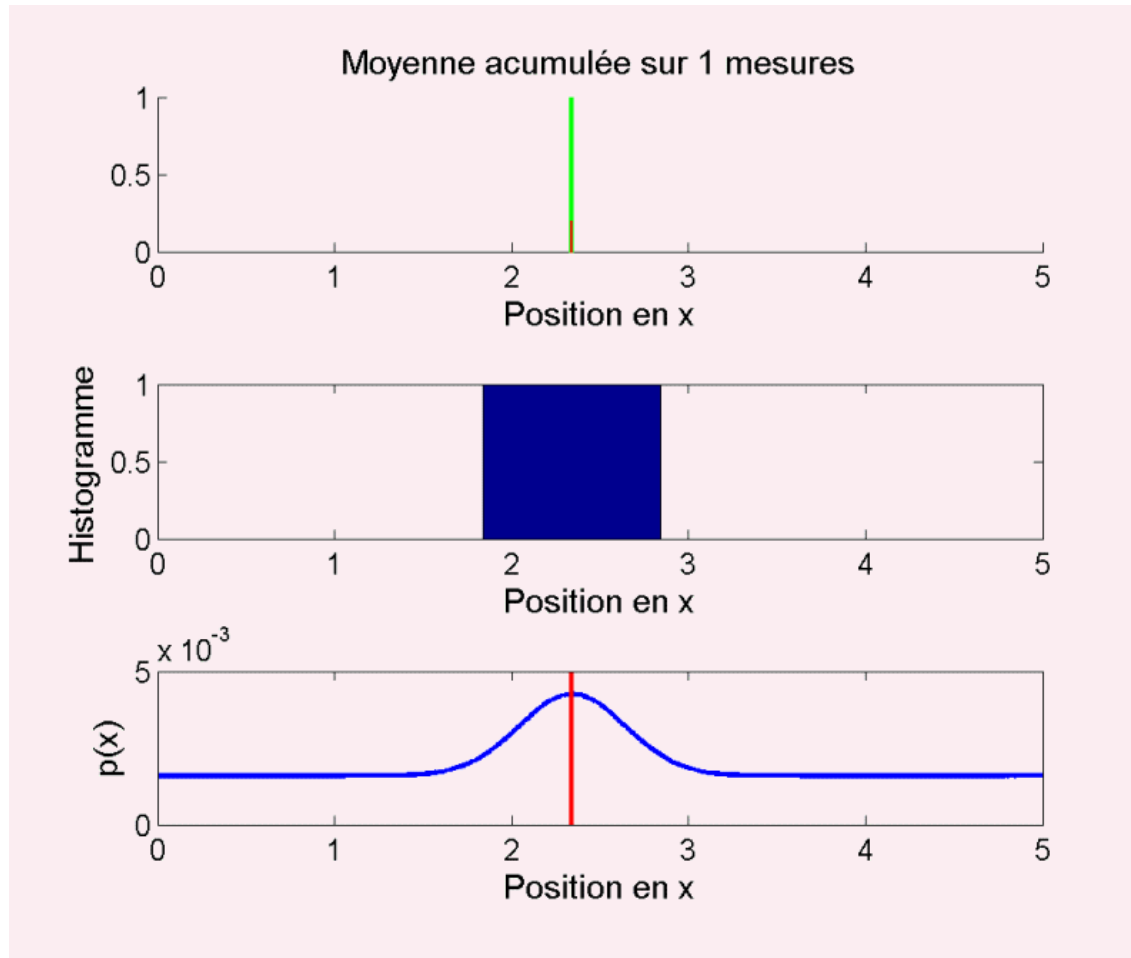 Moyenne acumulée sur 1 mesures
1
0.5
0
0 1 2 3 4 5
Position en x
Histogramme
1
0.5
0
0 1 2 3 4 5
Position en x
x 10^-3
p(x)
5
0
0 1 2 3 4 5
Position en x